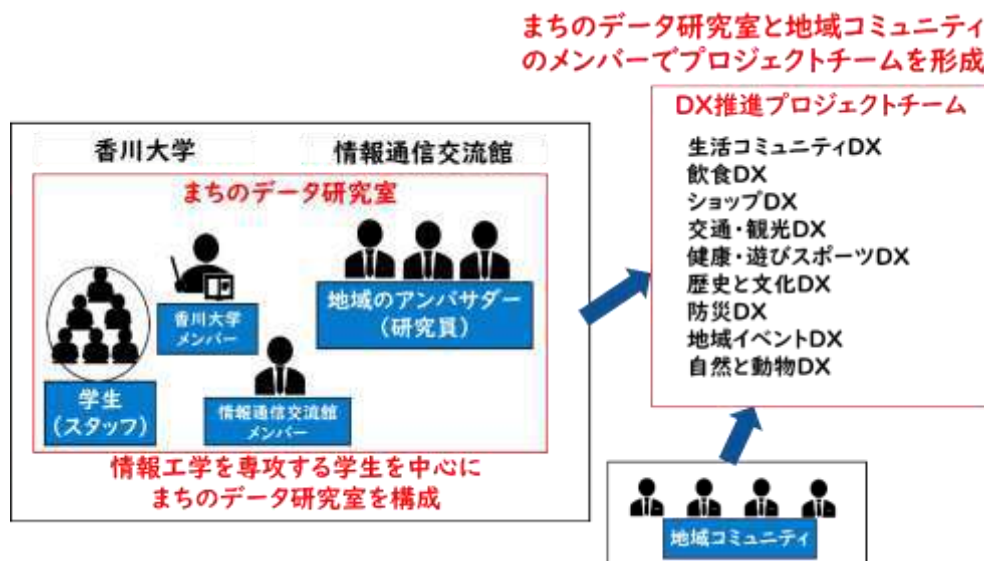 まちのデータ研究室と地域コミュニティ
のメンバーでプロジェクトチームを形成
DX推進プロジェクトチーム
生活コミュニティDX
飲食DX
ショップDX
交通・観光DX
健康・遊びスポーツDX
歴史と文化DX
防災DX
地域イベントDX
自然と動物DX
香川大学
情報通信交流館
まちのデータ研究室
地域のアンバサダー
(研究員)
香川大学
メンバー
学生
(スタッフ)
情報通信交流館
メンバー
情報工学を専攻する学生を中心に
まちのデータ研究室を構成
地域コミュニティ